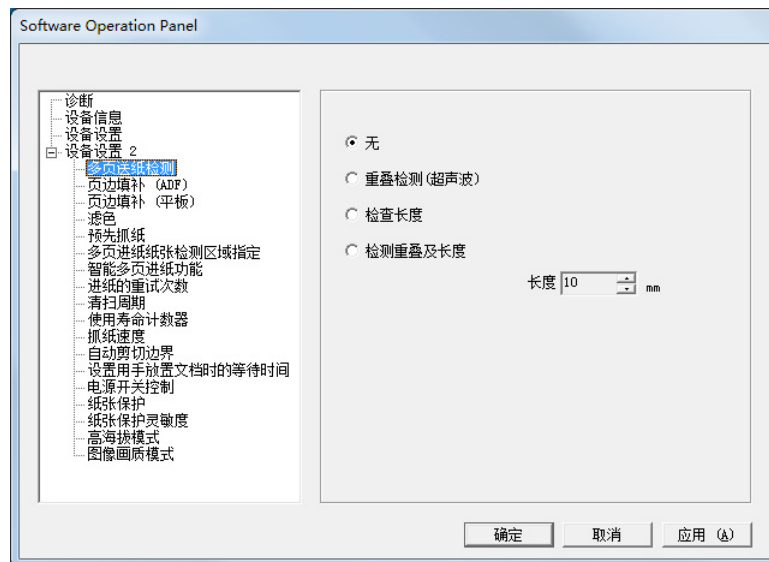 Software Operation Panel
诊断
设备信息
设备设置
设备设置 2
多页送纸检测
页边填补 (ADF)
页边填补 (平板)
滤色
预先抓纸
多页进纸纸张检测区域指定
智能多页进纸功能
进纸的重试次数
清扫周期
使用寿命计数器
抓纸速度
自动剪切边界
设置用手放置文档时的等待时间
电源开关控制
纸张保护
纸张保护灵敏度
高海拔模式
图像画质模式
无
重叠检测(超声波)
检查长度
检测重叠及长度
长度 10 mm
确定 取消 应用 (A)